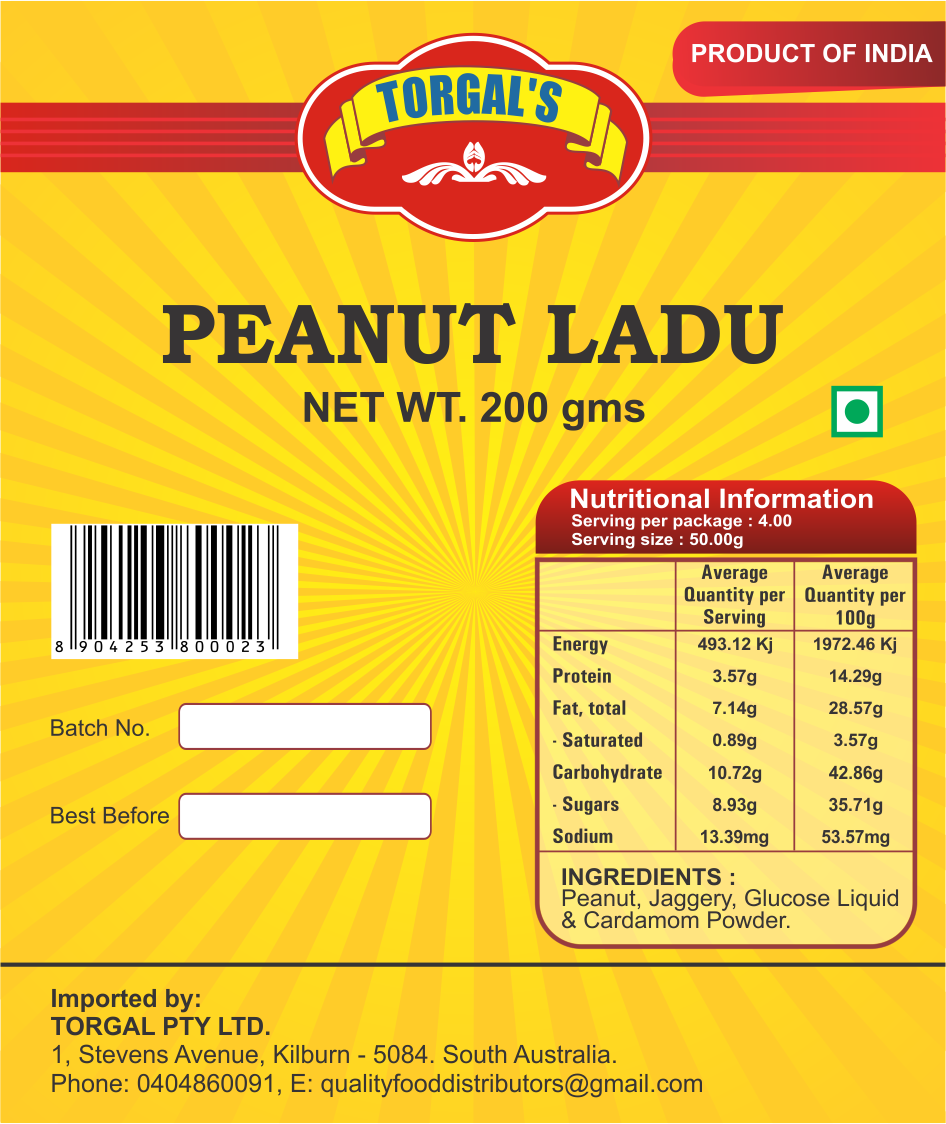 PRODUCT OF INDIA
TORGAL'S
PEANUT LADU
NET WT. 200 gms
8 904253 800023
Batch No.
Best Before
Nutritional Information
Serving per package : 4.00
Serving size : 50.00g
Average Quantity per Serving
Average Quantity per 100g
Energy 493.12 Kj 1972.46 Kj
Protein 3.57g 14.29g
Fat, total 7.14g 28.57g
· Saturated 0.89g 3.57g
Carbohydrate 10.72g 42.86g
· Sugars 8.93g 35.71g
Sodium 13.39mg 53.57mg
INGREDIENTS :
Peanut, Jaggery, Glucose Liquid
& Cardamom Powder.
Imported by:
TORGAL PTY LTD.
1, Stevens Avenue, Kilburn - 5084. South Australia.
Phone: 0404860091, E: qualityfooddistributors@gmail.com